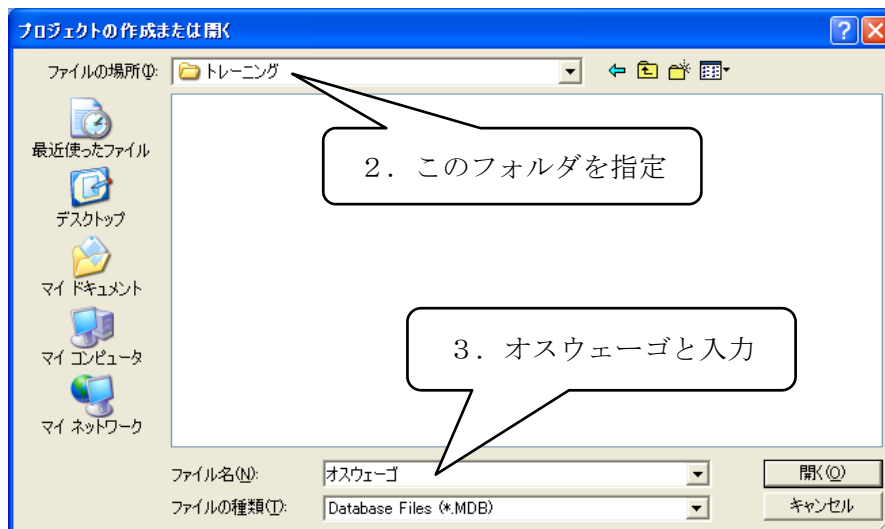 プロジェクトの作成または開く
ファイルの場所(I):
トレーニング
最近使ったファイル
デスクトップ
マイ ドキュメント
マイ コンピュータ
マイ ネットワーク
２．このフォルダを指定
３．オスウェーゴと入力
ファイル名(N):
オスウェーゴ
開く(O)
ファイルの種類(T):
Database Files (*.MDB)
キャンセル